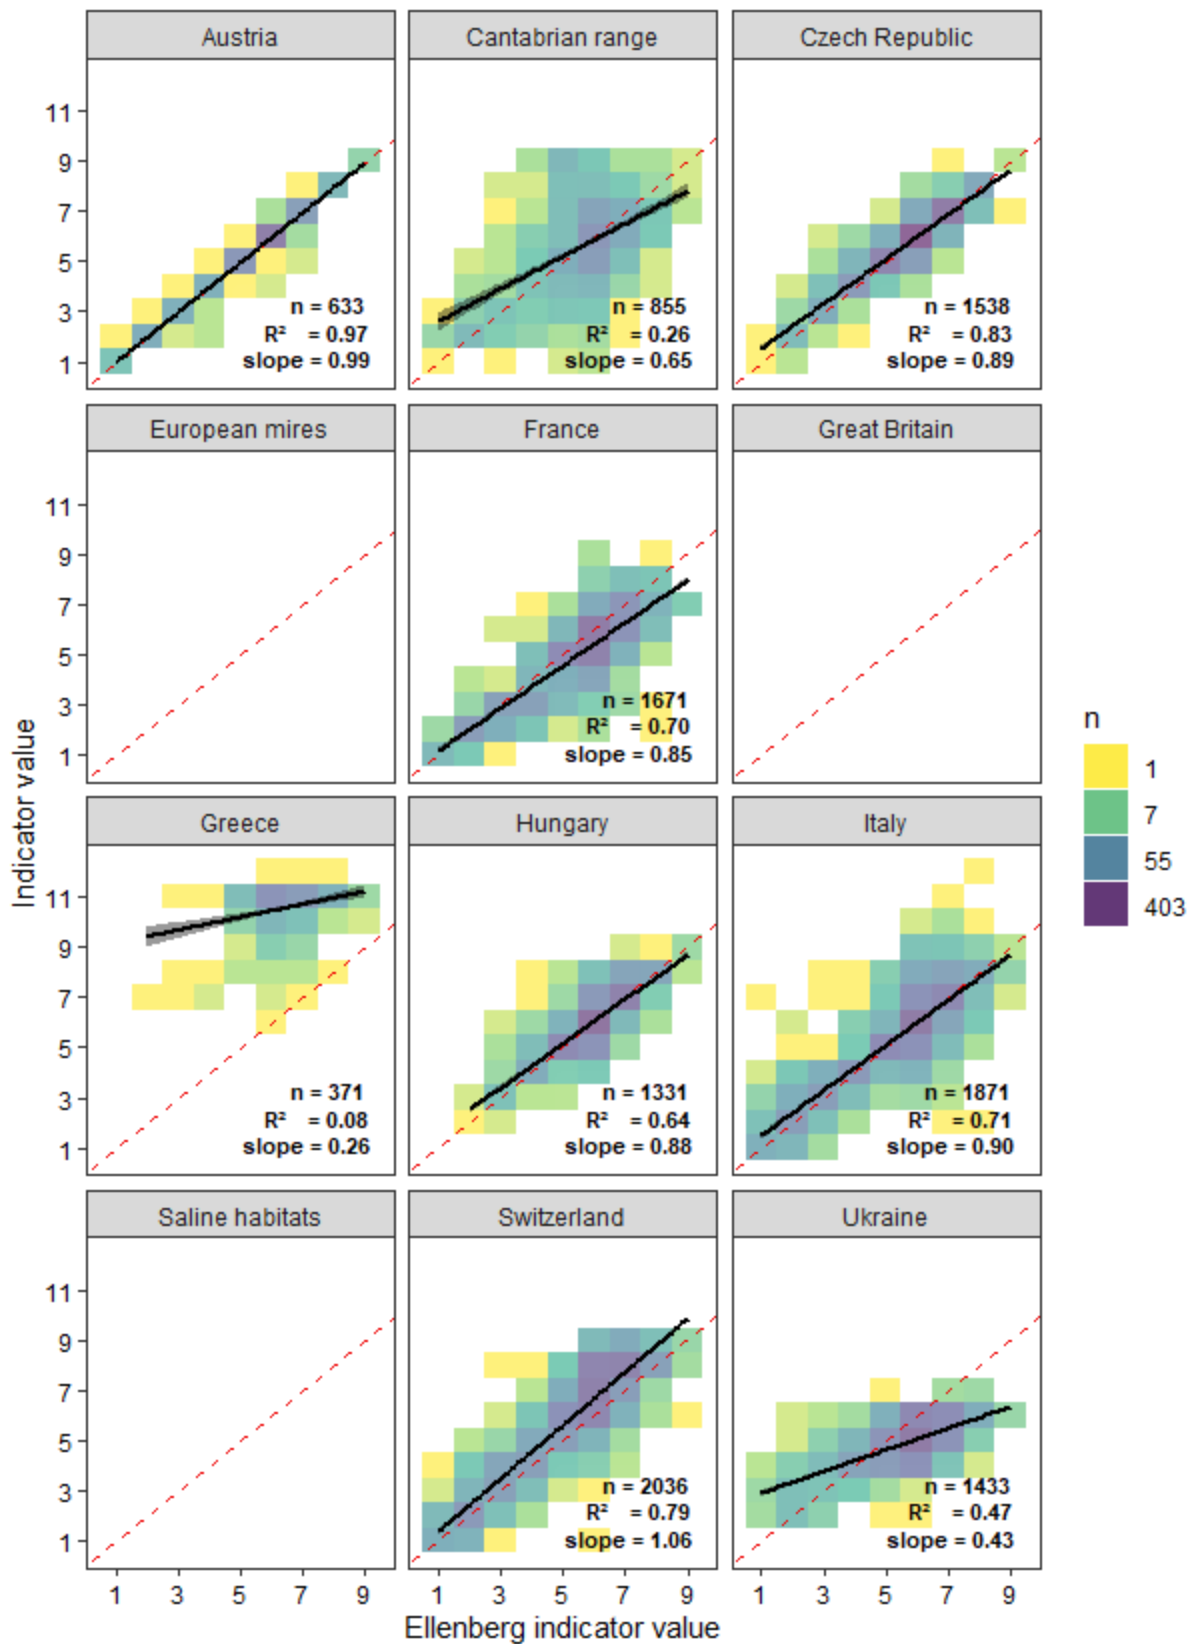 Austria
Cantabrian range
Czech Republic
11
9
7
5
3
1
n = 633
R² = 0.97
slope = 0.99
n = 855
R² = 0.26
slope = 0.65
n = 1538
R² = 0.83
slope = 0.89
European mires
France
Great Britain
11
9
7
5
3
1
n = 1671
R² = 0.70
slope = 0.85
Indicator value
n
1
7
55
403
Greece
Hungary
Italy
11
9
7
5
3
1
n = 371
R² = 0.08
slope = 0.26
n = 1331
R² = 0.64
slope = 0.88
n = 1871
R² = 0.71
slope = 0.90
Saline habitats
Switzerland
Ukraine
11
9
7
5
3
1
n = 2036
R² = 0.79
slope = 1.06
n = 1433
R² = 0.47
slope = 0.43
1 3 5 7 9
1 3 5 7 9
1 3 5 7 9
Ellenberg indicator value